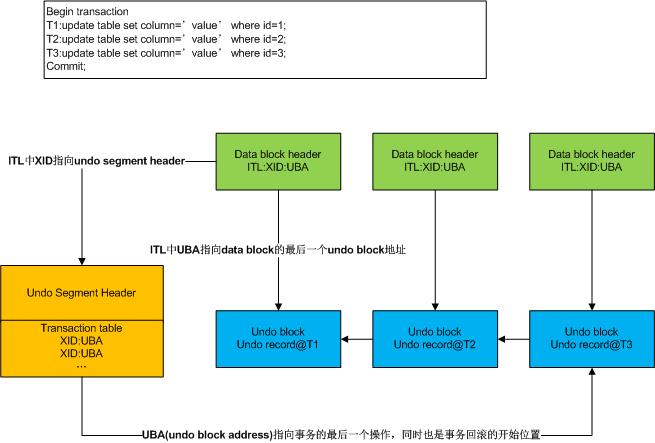 Begin transaction
T1:update table set column=’value’ where id=1;
T2:update table set column=’value’ where id=2;
T3:update table set column=’value’ where id=3;
Commit;
ITL中XID指向undo segment header
Data block header
ITL:XID:UBA
Data block header
ITL:XID:UBA
Data block header
ITL:XID:UBA
ITL中UBA指向data block的最后一个undo block地址
Undo Segment Header
Transaction table
XID:UBA
XID:UBA
…
Undo block
Undo record@T1
Undo block
Undo record@T2
Undo block
Undo record@T3
UBA(undo block address)指向事务的最后一个操作，同时也是事务回滚的开始位置